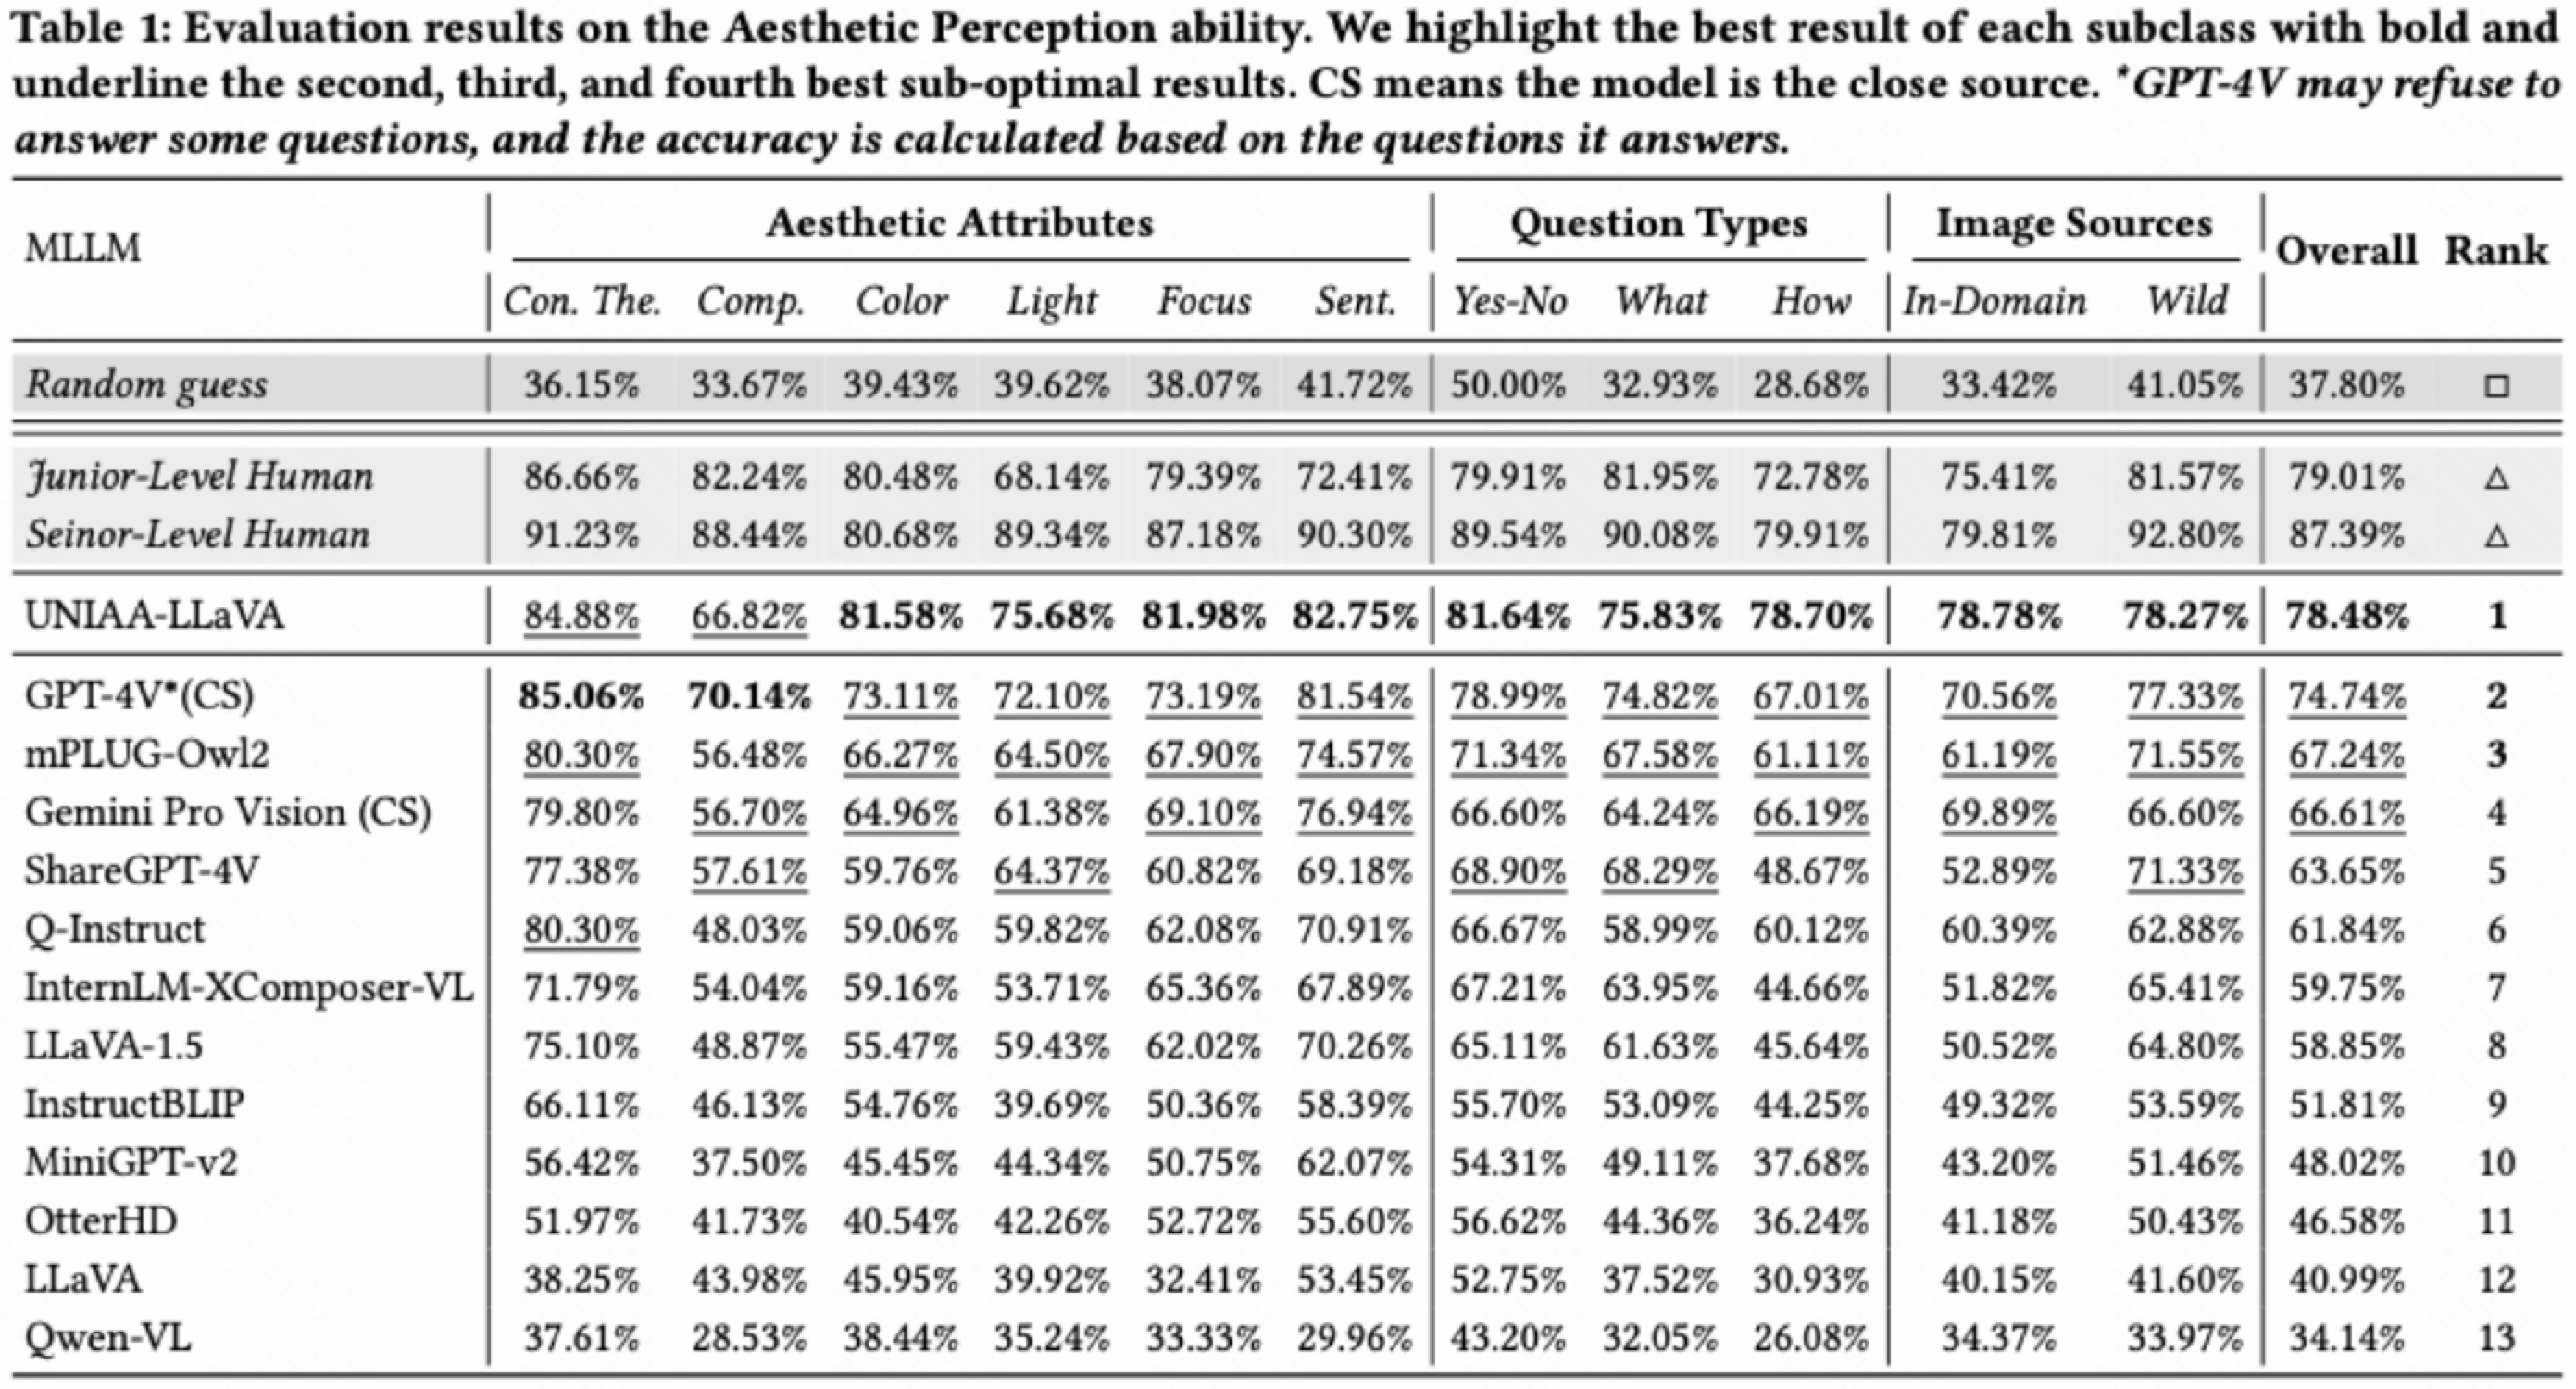 Table 1: Evaluation results on the Aesthetic Perception ability. We highlight the best result of each subclass with bold and
underline the second, third, and fourth best sub-optimal results. CS means the model is the close source. *GPT-4V may refuse to
answer some questions, and the accuracy is calculated based on the questions it answers.
MLLM Aesthetic Attributes Question Types Image Sources Overall Rank
Con. The. Comp. Color Light Focus Sent. Yes-No What How In-Domain Wild
Random guess 36.15% 33.67% 39.43% 39.62% 38.07% 41.72% 50.00% 32.93% 28.68% 33.42% 41.05% 37.80% □
Junior-Level Human 86.66% 82.24% 80.48% 68.14% 79.39% 72.41% 79.91% 81.95% 72.78% 75.41% 81.57% 79.01% △
Seinor-Level Human 91.23% 88.44% 80.68% 89.34% 87.18% 90.30% 89.54% 90.08% 79.91% 79.81% 92.80% 87.39% △
UNIAA-LLaVA 84.88% 66.82% 81.58% 75.68% 81.98% 82.75% 81.64% 75.83% 78.70% 78.78% 78.27% 78.48% 1
GPT-4V*(CS) 85.06% 70.14% 73.11% 72.10% 73.19% 81.54% 78.99% 74.82% 67.01% 70.56% 77.33% 74.74% 2
mPLUG-Owl2 80.30% 56.48% 66.27% 64.50% 67.90% 74.57% 71.34% 67.58% 61.11% 61.19% 71.55% 67.24% 3
Gemini Pro Vision (CS) 79.80% 56.70% 64.96% 61.38% 69.10% 76.94% 66.60% 64.24% 66.19% 69.89% 66.60% 66.61% 4
ShareGPT-4V 77.38% 57.61% 59.76% 64.37% 60.82% 69.18% 68.90% 68.29% 48.67% 52.89% 71.33% 63.65% 5
Q-Instruct 80.30% 48.03% 59.06% 59.82% 62.08% 70.91% 66.67% 58.99% 60.12% 60.39% 62.88% 61.84% 6
InternLM-XComposer-VL 71.79% 54.04% 59.16% 53.71% 65.36% 67.89% 67.21% 63.95% 44.66% 51.82% 65.41% 59.75% 7
LLaVA-1.5 75.10% 48.87% 55.47% 59.43% 62.02% 70.26% 65.11% 61.63% 45.64% 50.52% 64.80% 58.85% 8
InstructBLIP 66.11% 46.13% 54.76% 39.69% 50.36% 58.39% 55.70% 53.09% 44.25% 49.32% 53.59% 51.81% 9
MiniGPT-v2 56.42% 37.50% 45.45% 44.34% 50.75% 62.07% 54.31% 49.11% 37.68% 43.20% 51.46% 48.02% 10
OtterHD 51.97% 41.73% 40.54% 42.26% 52.72% 55.60% 56.62% 44.36% 36.24% 41.18% 50.43% 46.58% 11
LLaVA 38.25% 43.98% 45.95% 39.92% 32.41% 53.45% 52.75% 37.52% 30.93% 40.15% 41.60% 40.99% 12
Qwen-VL 37.61% 28.53% 38.44% 35.24% 33.33% 29.96% 43.20% 32.05% 26.08% 34.37% 33.97% 34.14% 13